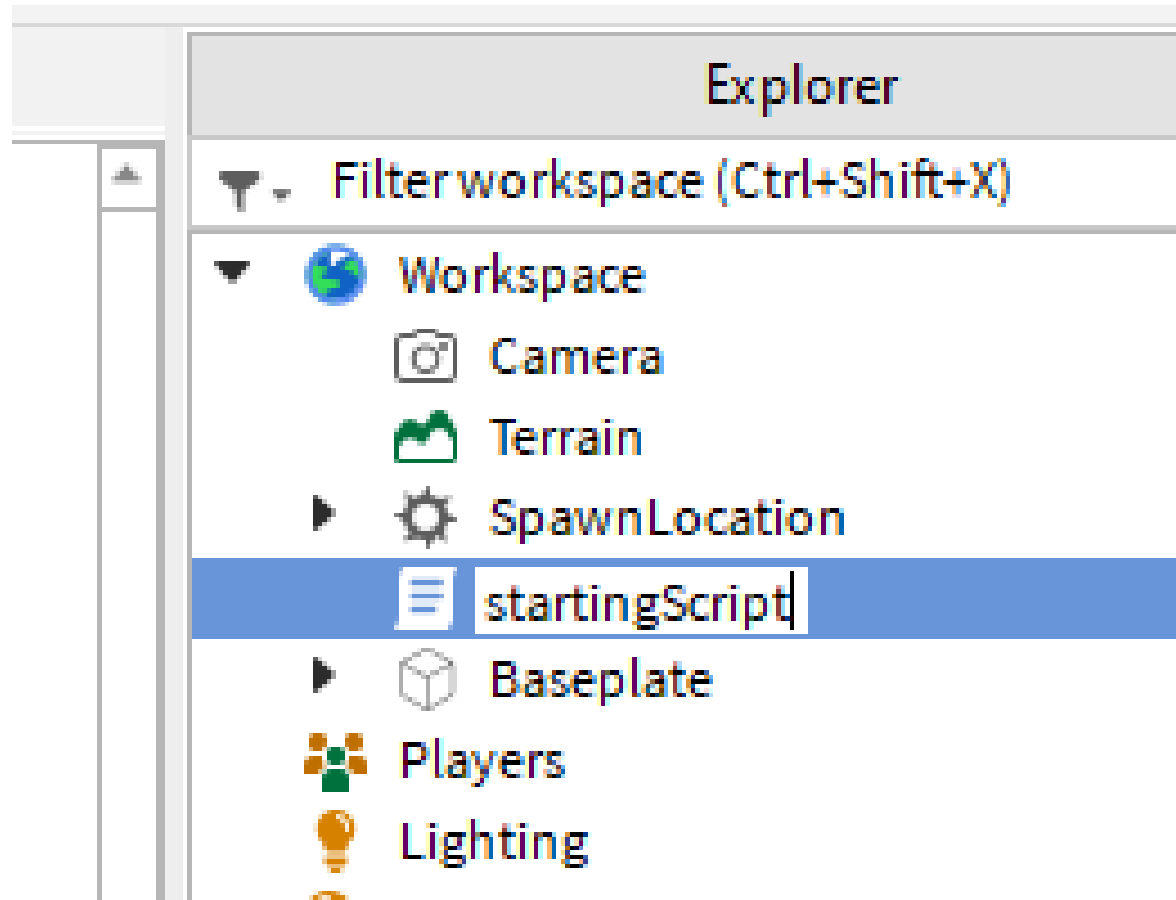 Explorer
Filter workspace (Ctrl+Shift+X)
Workspace
Camera
Terrain
SpawnLocation
startingScript
Baseplate
Players
Lighting